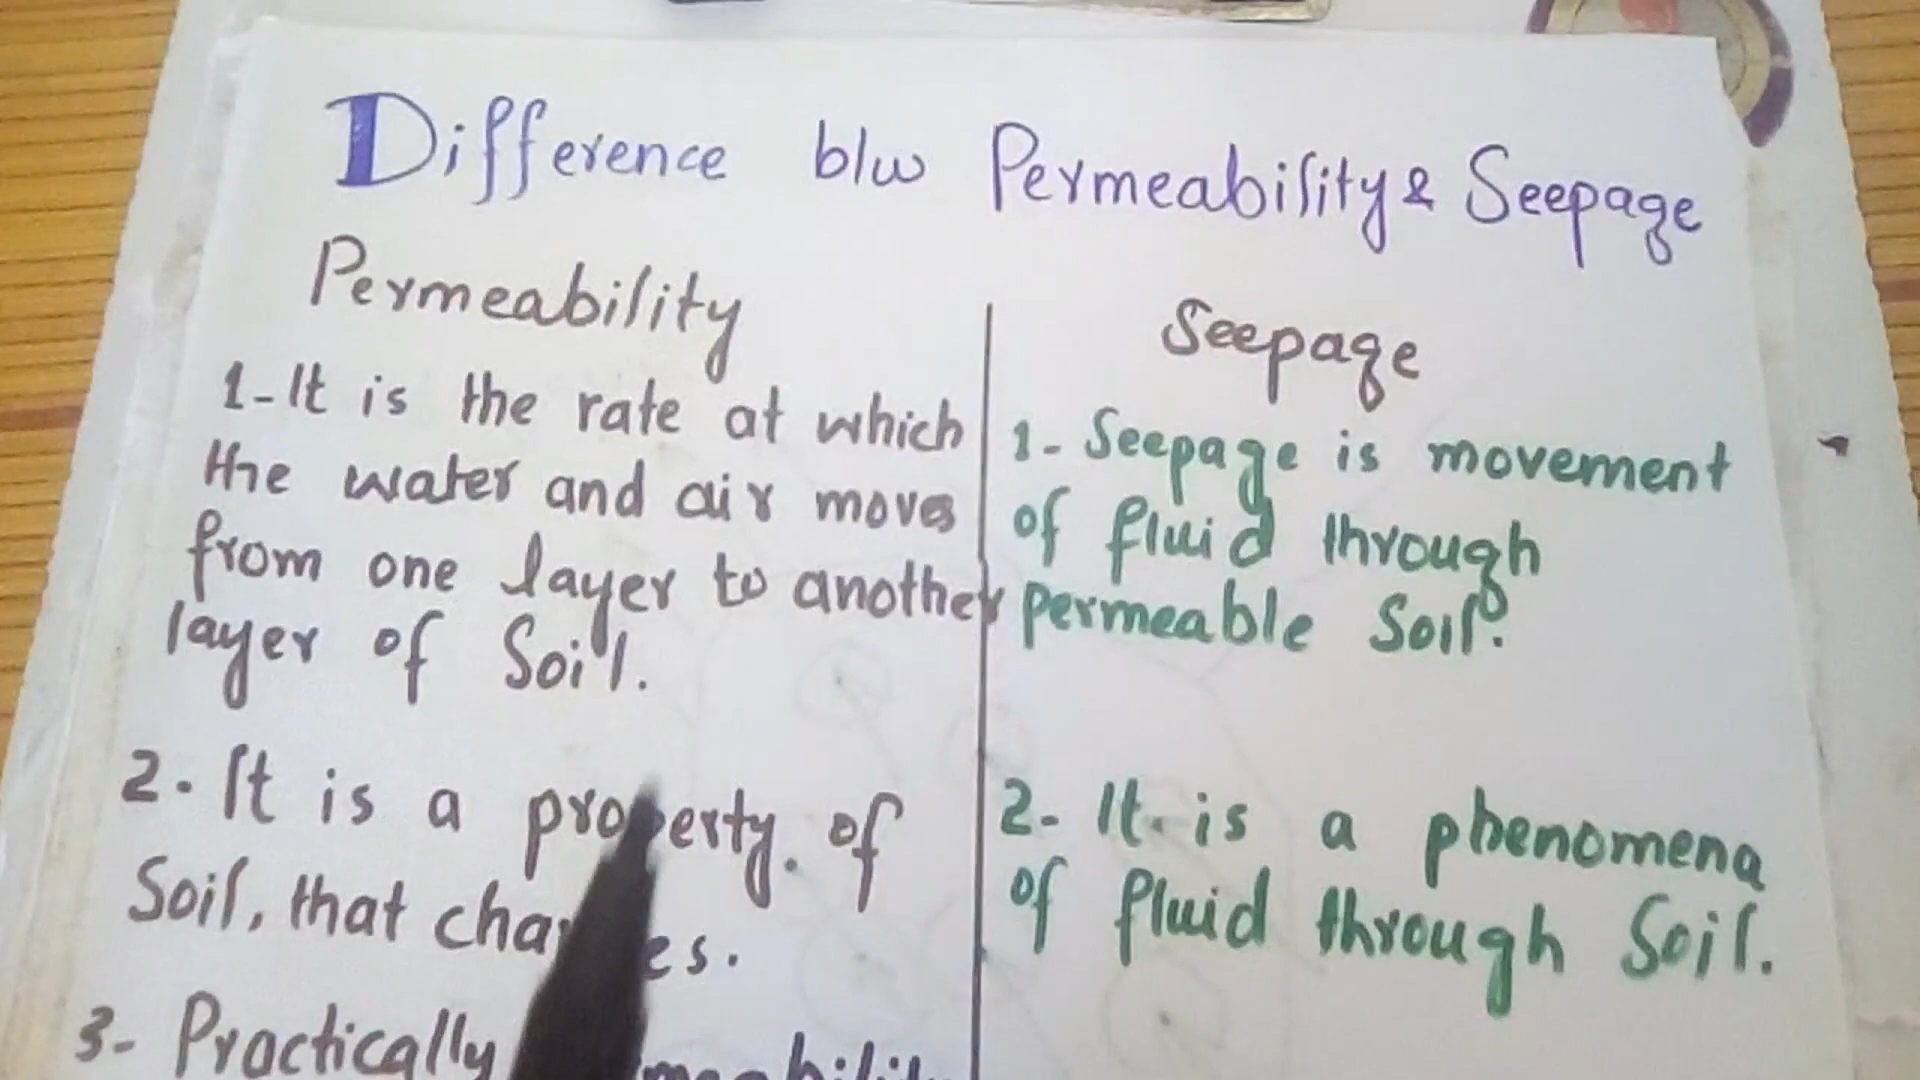 Difference b/w Permeability & Seepage
Permeability
1-It is the rate at which
the water and air moves
from one layer to another
layer of Soil.
2. It is a property. of
Soil, that
3- Practically
Seepage
1- Seepage is movement
of fluid through
permeable Soil.
2- It. is a phenomena
of fluid through Soil.